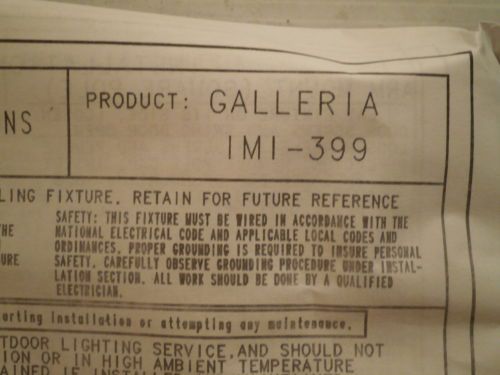 PRODUCT: GALLERIA
NS
IMI-399
LING FIXTURE. RETAIN FOR FUTURE REFERENCE
SAFETY: THIS FIXTURE MUST BE WIRED IN ACCORDANCE WITH THE
HE NATIONAL ELECTRICAL CODE AND APPLICABLE LOCAL CODES AND
ORDINANCES. PROPER GROUNDING IS REQUIRED TO INSURE PERSONAL
URE SAFETY. CAREFULLY OBSERVE GROUNDING PROCEDURE UNDER INSTAL-
LATION SECTION. ALL WORK SHOULD BE DONE BY A QUALIFIED
ELECTRICIAN.
orting installation or attempting any maintenance.
TDOOR LIGHTING SERVICE, AND SHOULD NOT
ION OR IN HIGH AMBIENT TEMPERATURE